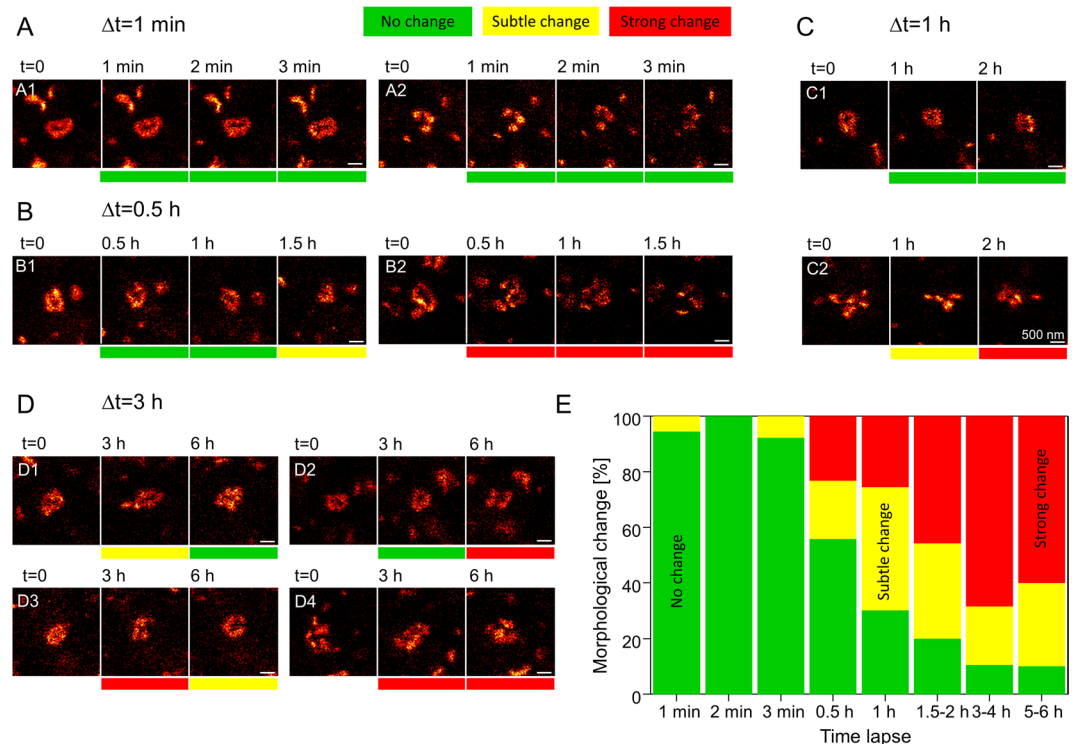 A Δt=1 min
No change Subtle change Strong change
C Δt=1 h
t=0 1 min 2 min 3 min
A1
t=0 1 min 2 min 3 min
A2
t=0 1 h 2 h
C1
B Δt=0.5 h
t=0 0.5 h 1 h 1.5 h
B1
t=0 0.5 h 1 h 1.5 h
B2
t=0 1 h 2 h
C2
500 nm
D Δt=3 h
t=0 3 h 6 h
D1
t=0 3 h 6 h
D2
t=0 3 h 6 h
D3
t=0 3 h 6 h
D4
E
Morphological change [%]
100
80
60
40
20
0
No change
Subtle change
Strong change
1 min 2 min 3 min 0.5 h 1 h 1.5-2 h 3-4 h 5-6 h
Time lapse